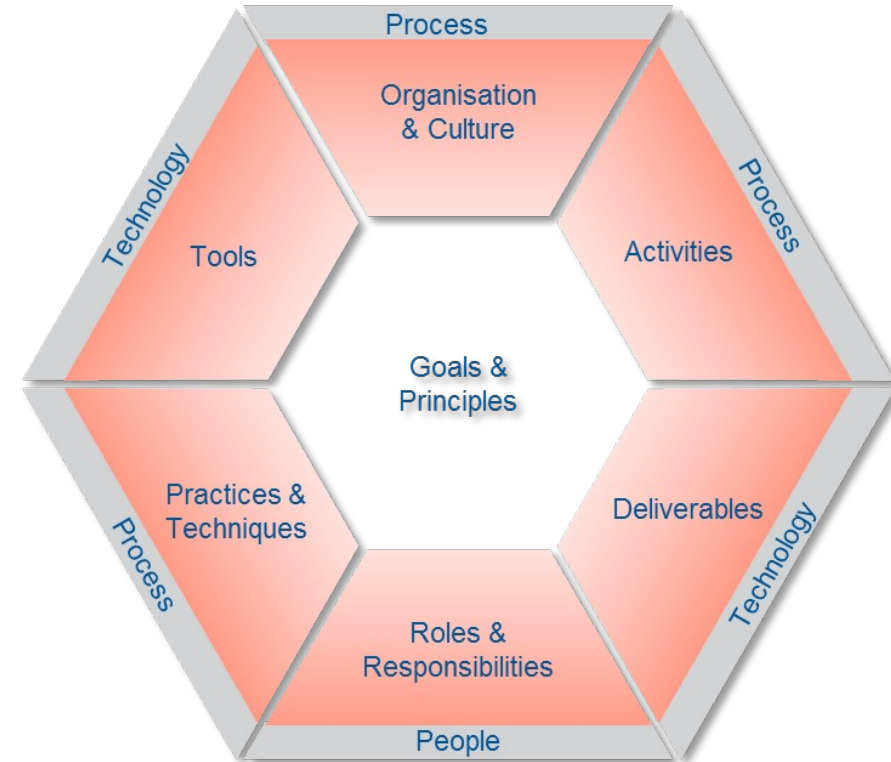 Process
Organisation
& Culture
Technology
Tools
Process
Activities
Goals &
Principles
Process
Practices &
Techniques
Technology
Deliverables
Roles &
Responsibilities
People